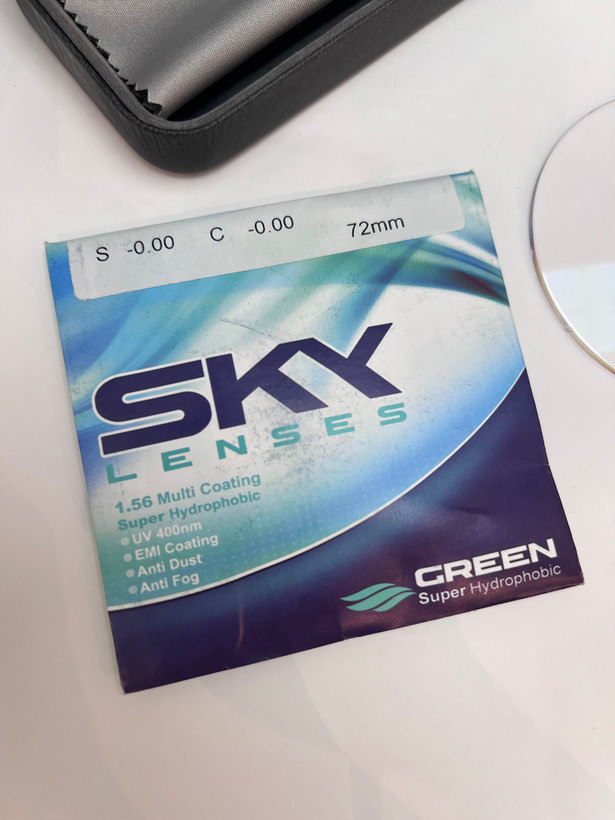 S -0.00 C -0.00 72mm
SKY
LENSES
1.56 Multi Coating
Super Hydrophobic
UV 400nm
EMI Coating
Anti Dust
Anti Fog
GREEN
Super Hydrophobic